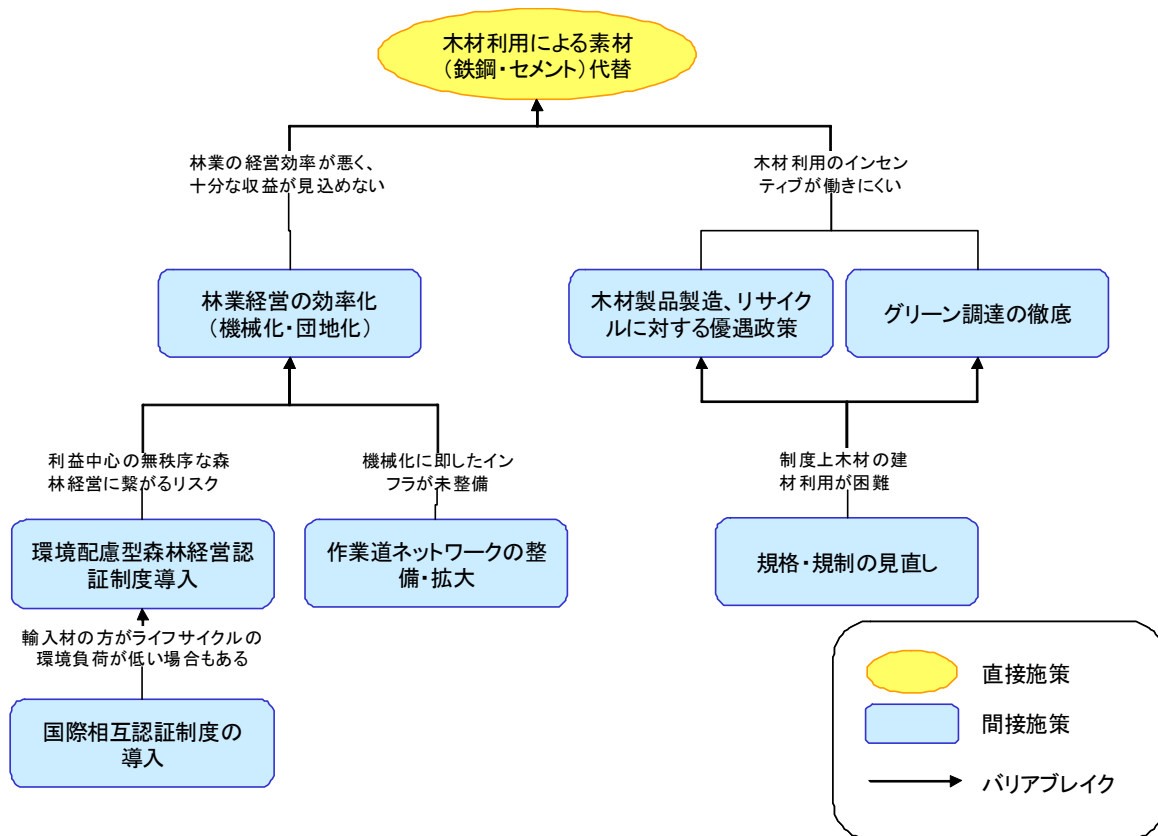 木材利用による素材
（鉄鋼・セメント）代替
林業の経営効率が悪く、
十分な収益が見込めない
木材利用のインセン
ティブが働きにくい
林業経営の効率化
（機械化・団地化）
木材製品製造、リサイク
ルに対する優遇政策
グリーン調達の徹底
利益中心の無秩序な森
林経営に繋がるリスク
機械化に即したイン
フラが未整備
制度上木材の建
材利用が困難
環境配慮型森林経営認
証制度導入
作業道ネットワークの整
備・拡大
規格・規制の見直し
輸入材の方がライフサイクルの
環境負荷が低い場合もある
国際相互認証制度の
導入
直接施策
間接施策
バリアブレイク